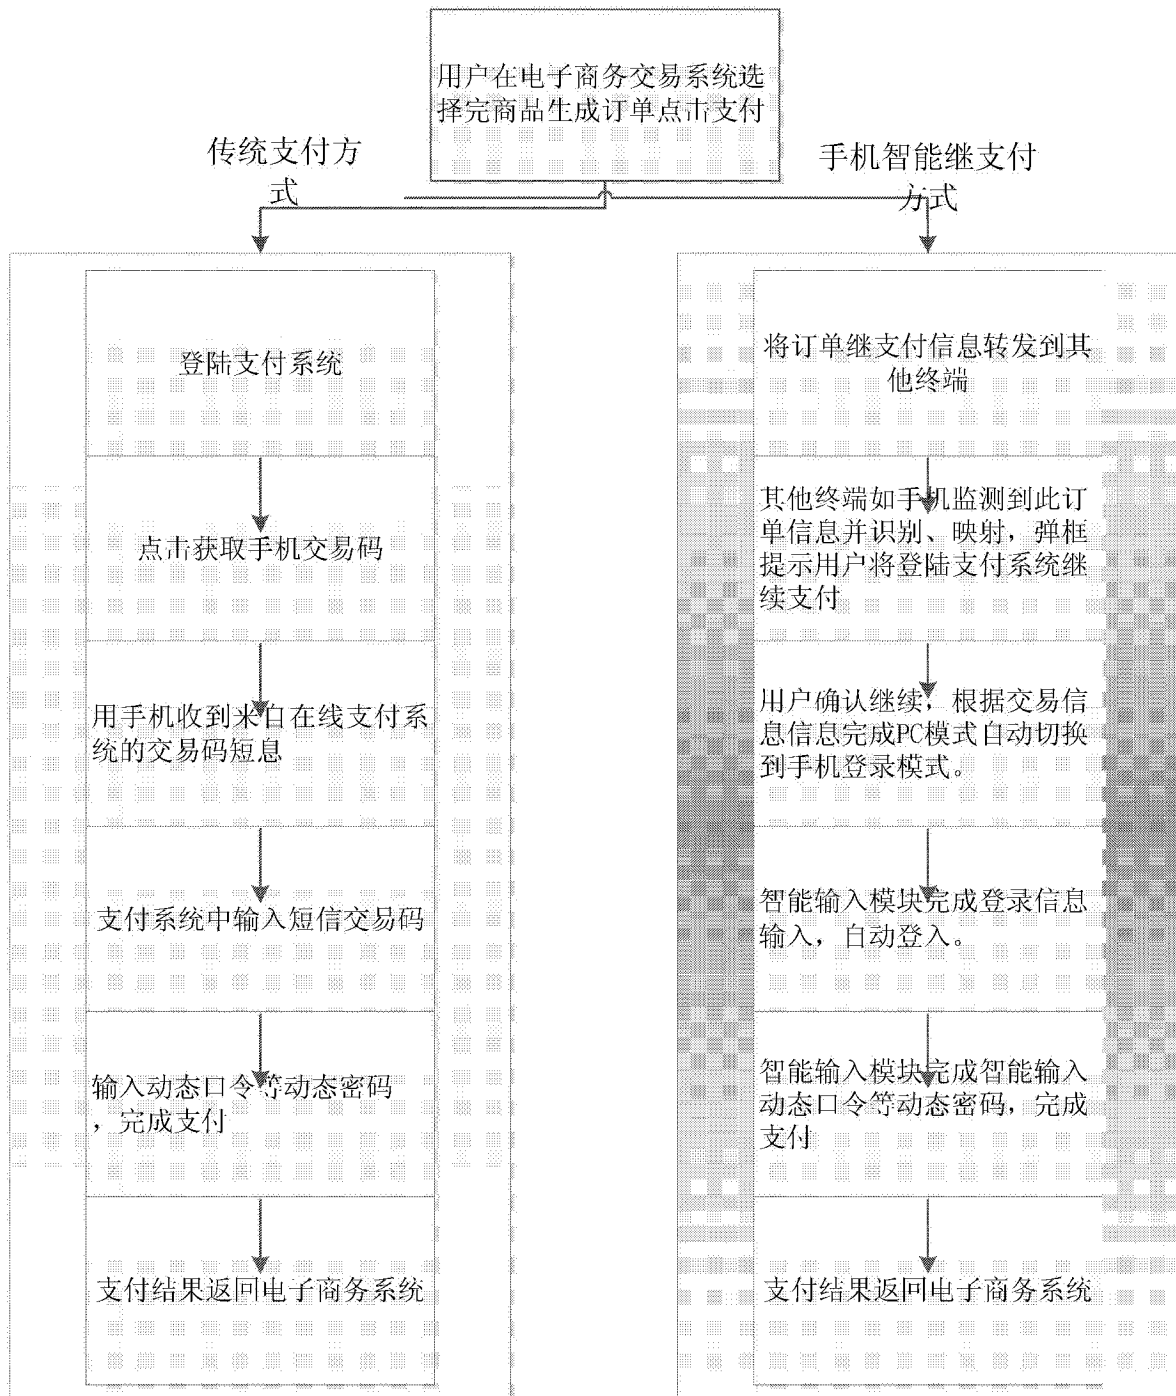 用户在电子商务交易系统选
择完商品生成订单点击支付
传统支付方
式
手机智能继支付
方式
登陆支付系统
点击获取手机交易码
用手机收到来自在线支付系
统的交易码短息
支付系统中输入短信交易码
输入动态口令等动态密码
，完成支付
支付结果返回电子商务系统
将订单继支付信息转发到其
他终端
其他终端如手机监测到此订
单信息并识别、映射，弹框
提示用户将登陆支付系统继
续支付
用户确认继续，根据交易信
息信息完成PC模式自动切换
到手机登录模式。
智能输入模块完成登录信息
输入，自动登入。
智能输入模块完成智能输入
动态口令等动态密码，完成
支付
支付结果返回电子商务系统